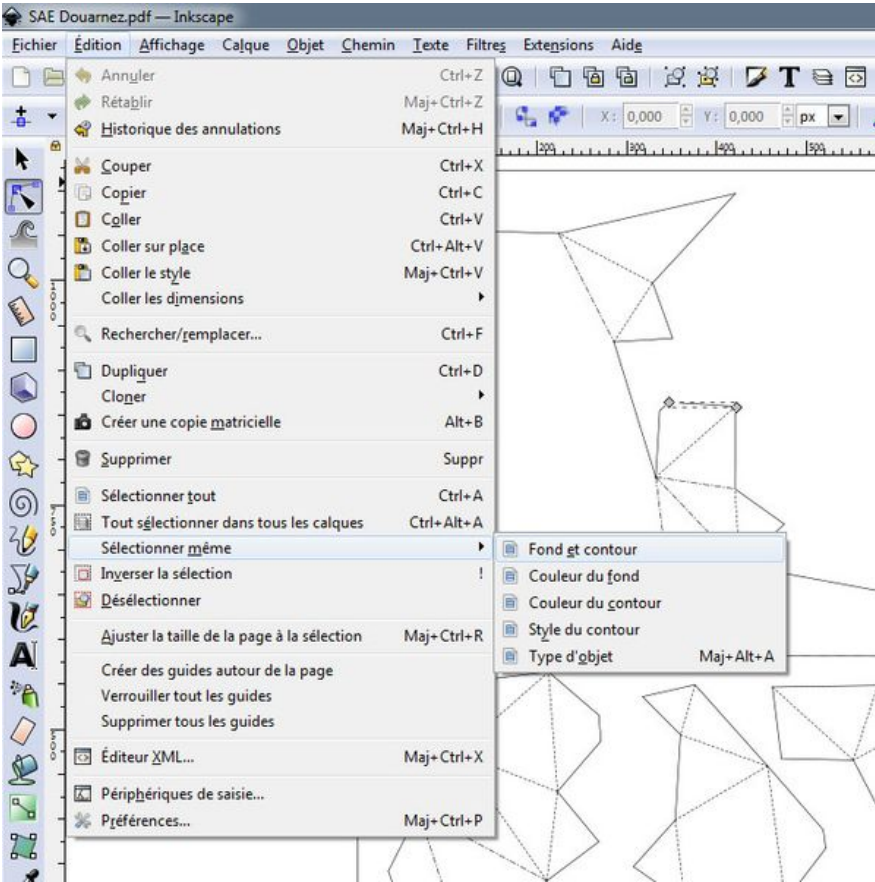 SAE Douarnez.pdf — Inkscape
Fichier Édition Affichage Calque Objet Chemin Texte Filtres Extensions Aide
Annuler Ctrl+Z
Rétablir Maj+Ctrl+Z
Historique des annulations Maj+Ctrl+H
X: 0,000 Y: 0,000 px
Couper Ctrl+X
Copier Ctrl+C
Coller Ctrl+V
Coller sur place Ctrl+Alt+V
Coller le style Maj+Ctrl+V
Coller les dimensions
Rechercher/remplacer... Ctrl+F
Dupliquer Ctrl+D
Cloner
Créer une copie matricielle Alt+B
Supprimer Suppr
Sélectionner tout Ctrl+A
Tout sélectionner dans tous les calques Ctrl+Alt+A
Sélectionner même
Fond et contour
Inverser la sélection !
Couleur du fond
Désélectionner
Couleur du contour
Style du contour
Ajuster la taille de la page à la sélection Maj+Ctrl+R
Type d'objet Maj+Alt+A
Créer des guides autour de la page
Verrouiller tout les guides
Supprimer tous les guides
Éditeur XML... Maj+Ctrl+X
Périphériques de saisie...
Préférences... Maj+Ctrl+P